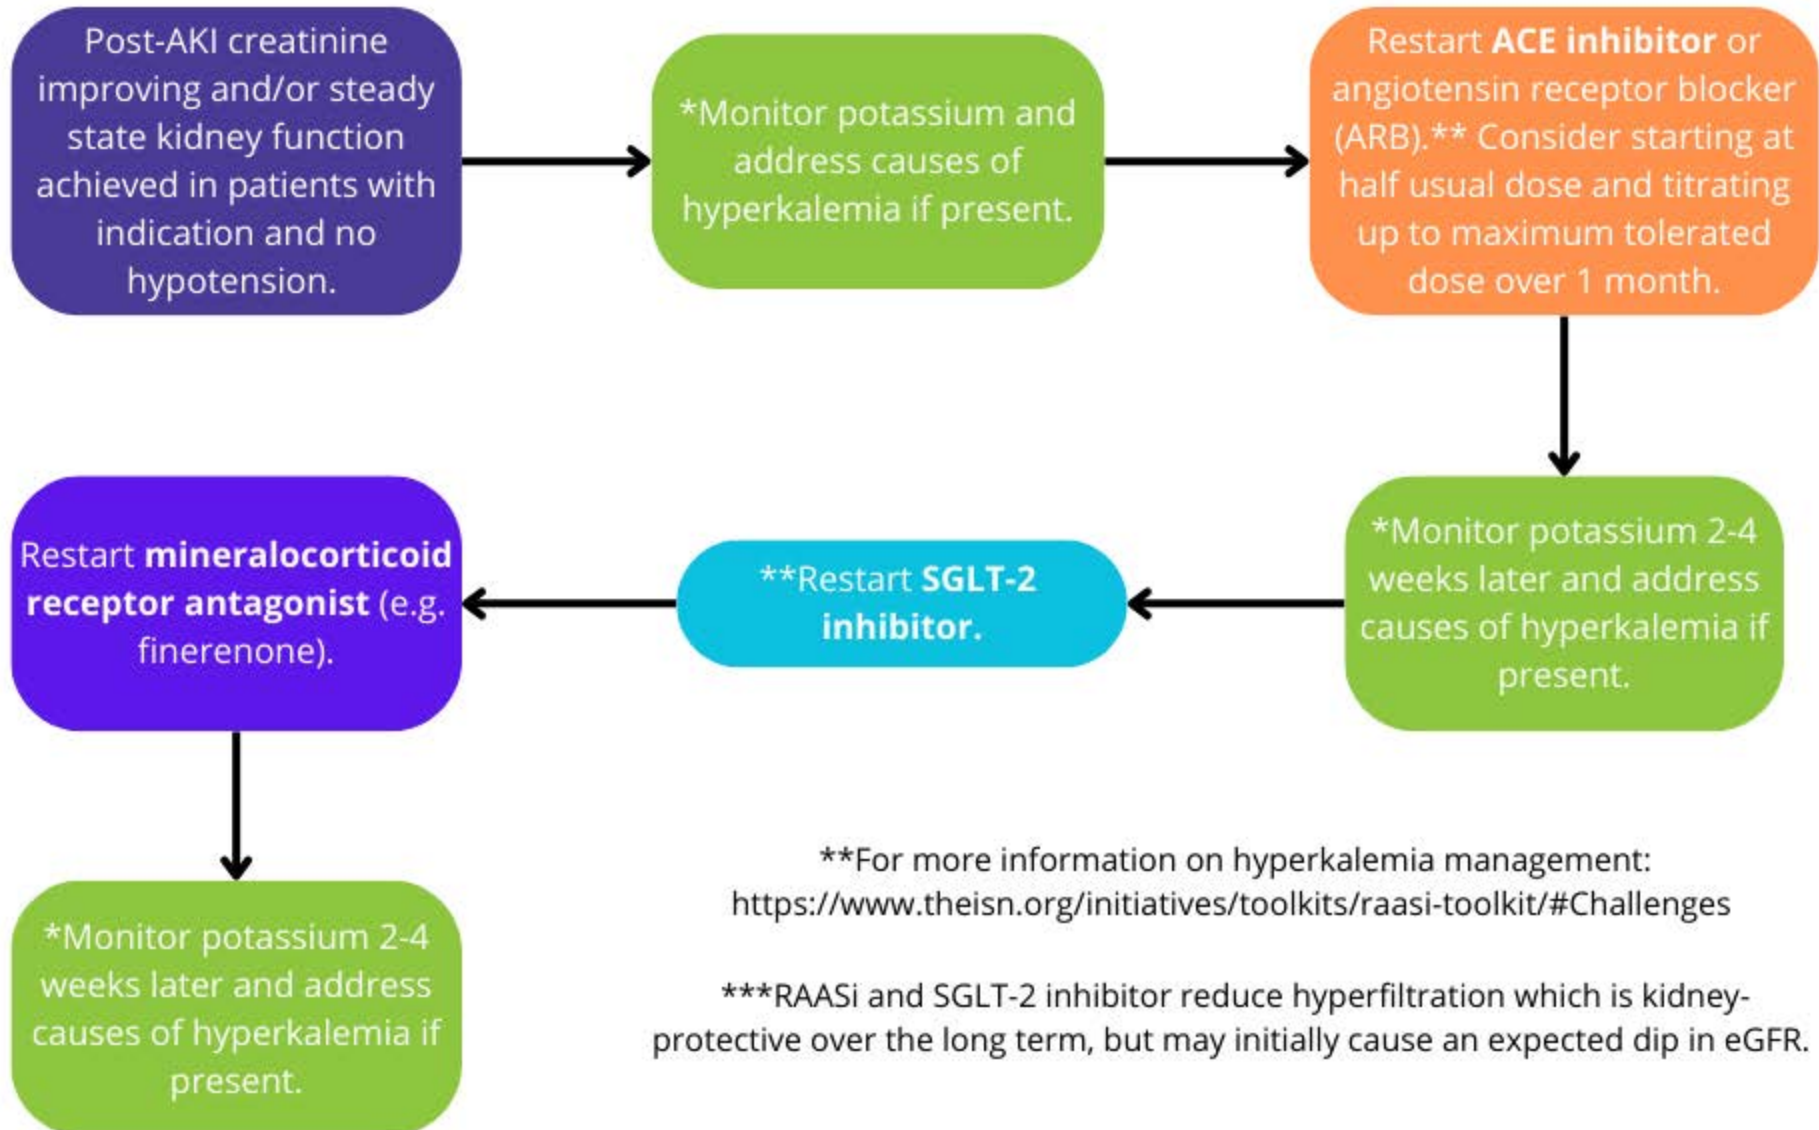 Post-AKI creatinine
improving and/or steady
state kidney function
achieved in patients with
indication and no
hypotension.
*Monitor potassium and
address causes of
hyperkalemia if present.
Restart ACE inhibitor or
angiotensin receptor blocker
(ARB).** Consider starting at
half usual dose and titrating
up to maximum tolerated
dose over 1 month.
*Monitor potassium 2-4
weeks later and address
causes of hyperkalemia if
present.
**Restart SGLT-2
inhibitor.
Restart mineralocorticoid
receptor antagonist (e.g.
finerenone).
*Monitor potassium 2-4
weeks later and address
causes of hyperkalemia if
present.
**For more information on hyperkalemia management:
https://www.theisn.org/initiatives/toolkits/raasi-toolkit/#Challenges
***RAASi and SGLT-2 inhibitor reduce hyperfiltration which is kidney-
protective over the long term, but may initially cause an expected dip in eGFR.